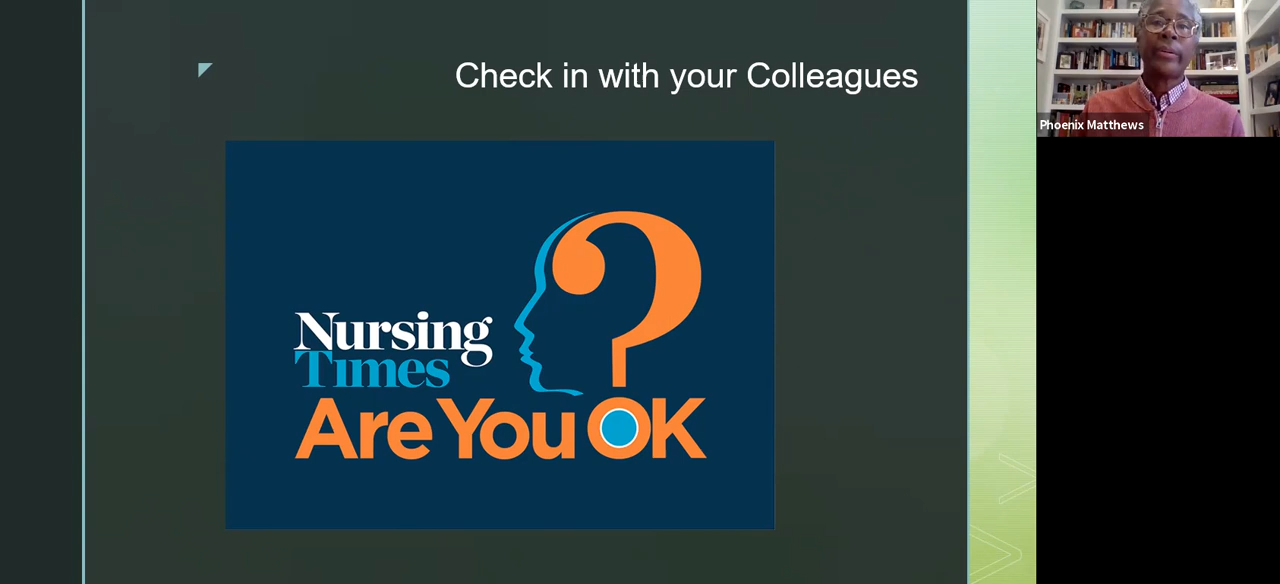 Check in with your Colleagues
Nursing
Times
Are You OK
Phoenix Matthews